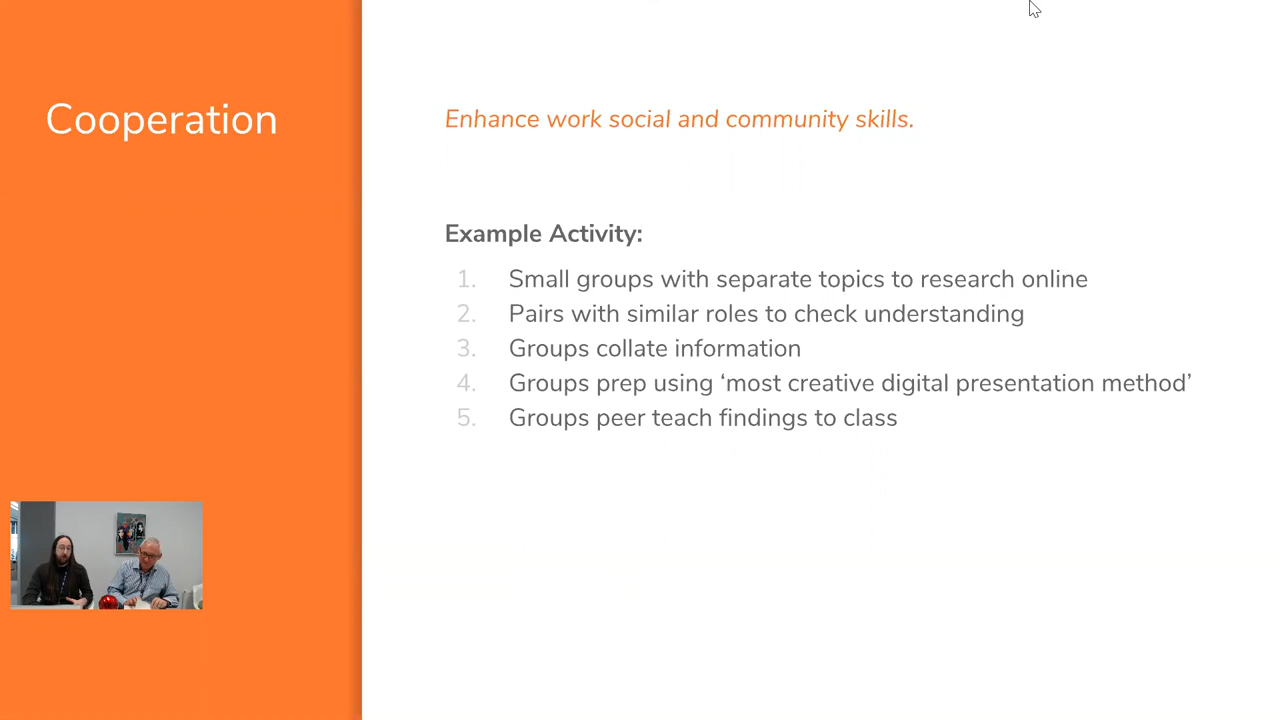 Cooperation
Enhance work social and community skills.
Example Activity:
1. Small groups with separate topics to research online
2. Pairs with similar roles to check understanding
3. Groups collate information
4. Groups prep using ‘most creative digital presentation method’
5. Groups peer teach findings to class